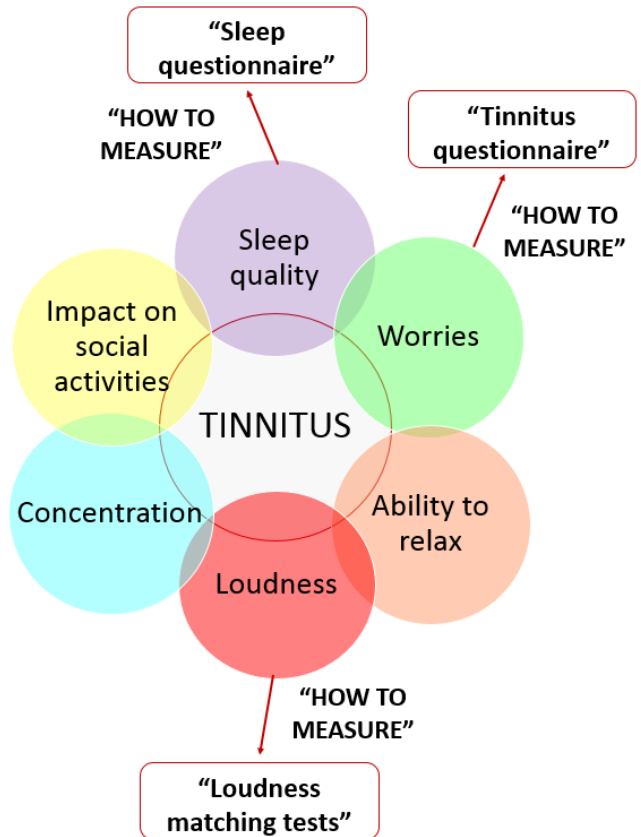 “Sleep
questionnaire”
“HOW TO
MEASURE”
“Tinnitus
questionnaire”
“HOW TO
MEASURE”
Sleep
quality
Impact on
social
activities
Worries
TINNITUS
Concentration
Ability to
relax
Loudness
“HOW TO
MEASURE”
“Loudness
matching tests”